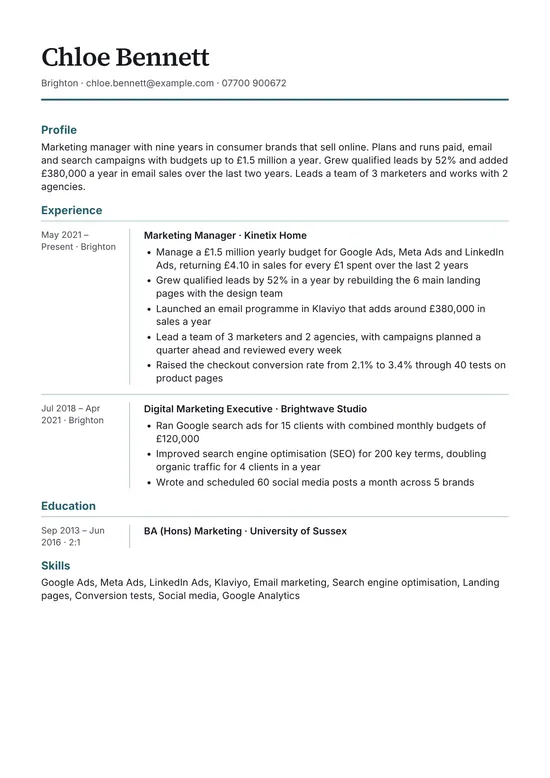 Chloe Bennett
Brighton · chloe.bennett@example.com · 07700 900672
Profile
Marketing manager with nine years in consumer brands that sell online. Plans and runs paid, email
and search campaigns with budgets up to £1.5 million a year. Grew qualified leads by 52% and added
£380,000 a year in email sales over the last two years. Leads a team of 3 marketers and works with 2
agencies.
Experience
May 2021 –
Present · Brighton
Marketing Manager · Kinetix Home
• Manage a £1.5 million yearly budget for Google Ads, Meta Ads and LinkedIn
Ads, returning £4.10 in sales for every £1 spent over the last 2 years
• Grew qualified leads by 52% in a year by rebuilding the 6 main landing
pages with the design team
• Launched an email programme in Klaviyo that adds around £380,000 in
sales a year
• Lead a team of 3 marketers and 2 agencies, with campaigns planned a
quarter ahead and reviewed every week
• Raised the checkout conversion rate from 2.1% to 3.4% through 40 tests on
product pages
Jul 2018 – Apr
2021 · Brighton
Digital Marketing Executive · Brightwave Studio
• Ran Google search ads for 15 clients with combined monthly budgets of
£120,000
• Improved search engine optimisation (SEO) for 200 key terms, doubling
organic traffic for 4 clients in a year
• Wrote and scheduled 60 social media posts a month across 5 brands
Education
Sep 2013 – Jun
2016 · 2:1
BA (Hons) Marketing · University of Sussex
Skills
Google Ads, Meta Ads, LinkedIn Ads, Klaviyo, Email marketing, Search engine optimisation, Landing
pages, Conversion tests, Social media, Google Analytics